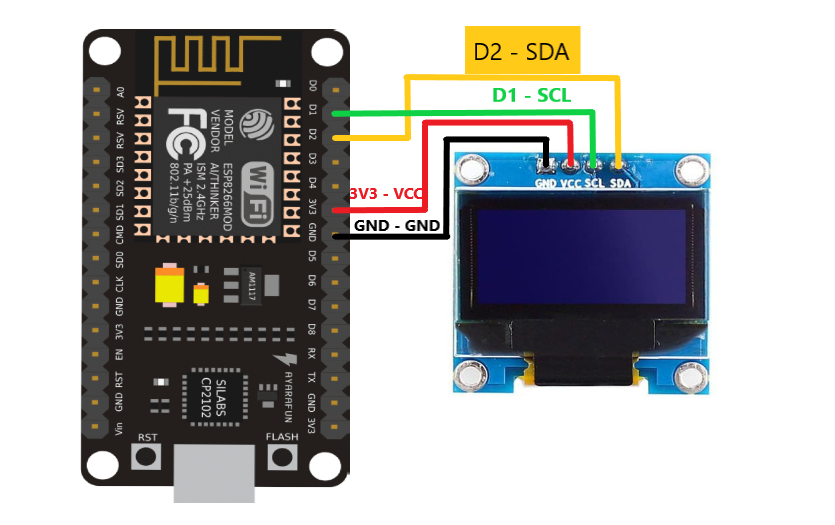 D2 - SDA
D1 - SCL
3V3 - VCC
GND - GND
GND VCC SCL SDA
A0
RSV
RSV
SD3
SD2
SD1
CMD
SD0
CLK
GND
3V3
EN
RST
GND
Vin
D0
D1
D2
D3
D4
3V3
GND
D5
D6
D7
D8
RX
TX
GND
3V3
MODEL
VENDOR
ESP8266MOD
AI/THINKER
ISM 2.4GHz
PA +25dBm
802.11b/g/n
FC
Wi Fi
AM1117
SILABS
CP2102
AYARAFUN
RST
FLASH